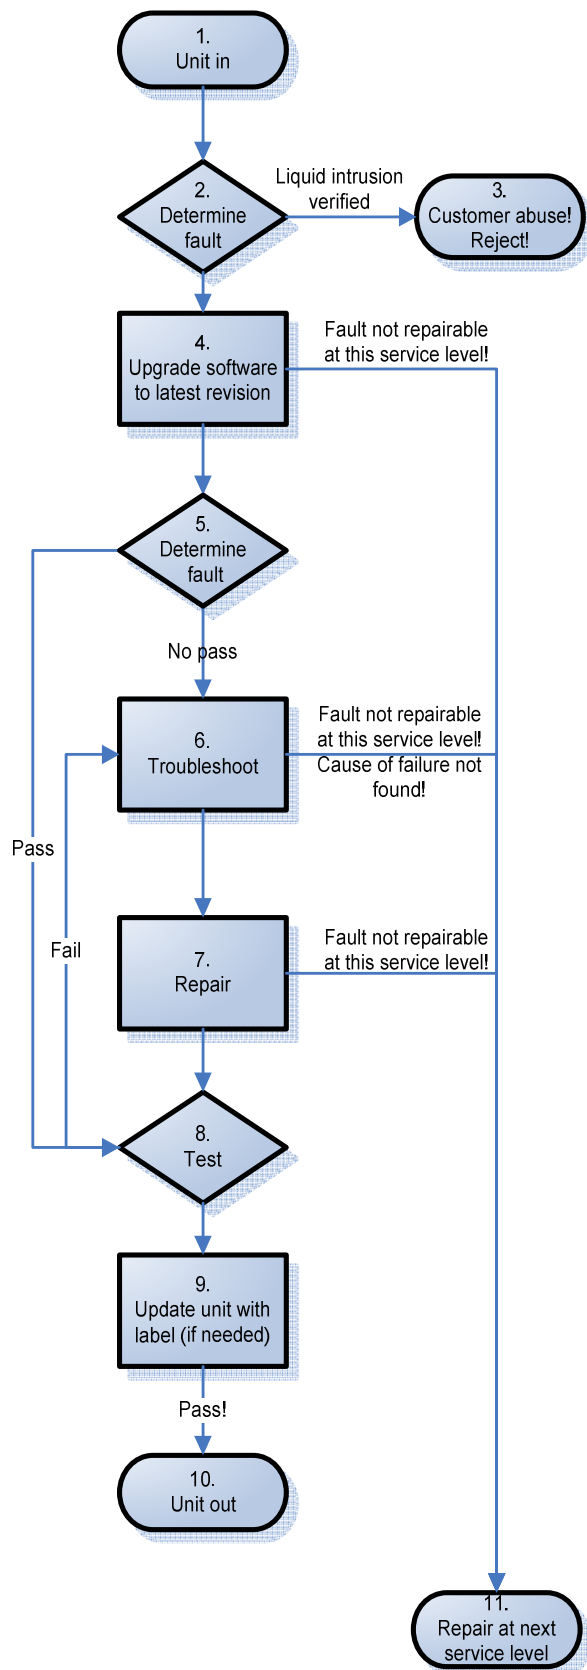 1.
Unit in
2.
Determine
fault
Liquid intrusion
verified
3.
Customer abuse!
Reject!
4.
Upgrade software
to latest revision
Fault not repairable
at this service level!
5.
Determine
fault
No pass
6.
Troubleshoot
Fault not repairable
at this service level!
Cause of failure not
found!
Pass
Fail
7.
Repair
Fault not repairable
at this service level!
8.
Test
9.
Update unit with
label (if needed)
Pass!
10.
Unit out
11.
Repair at next
service level